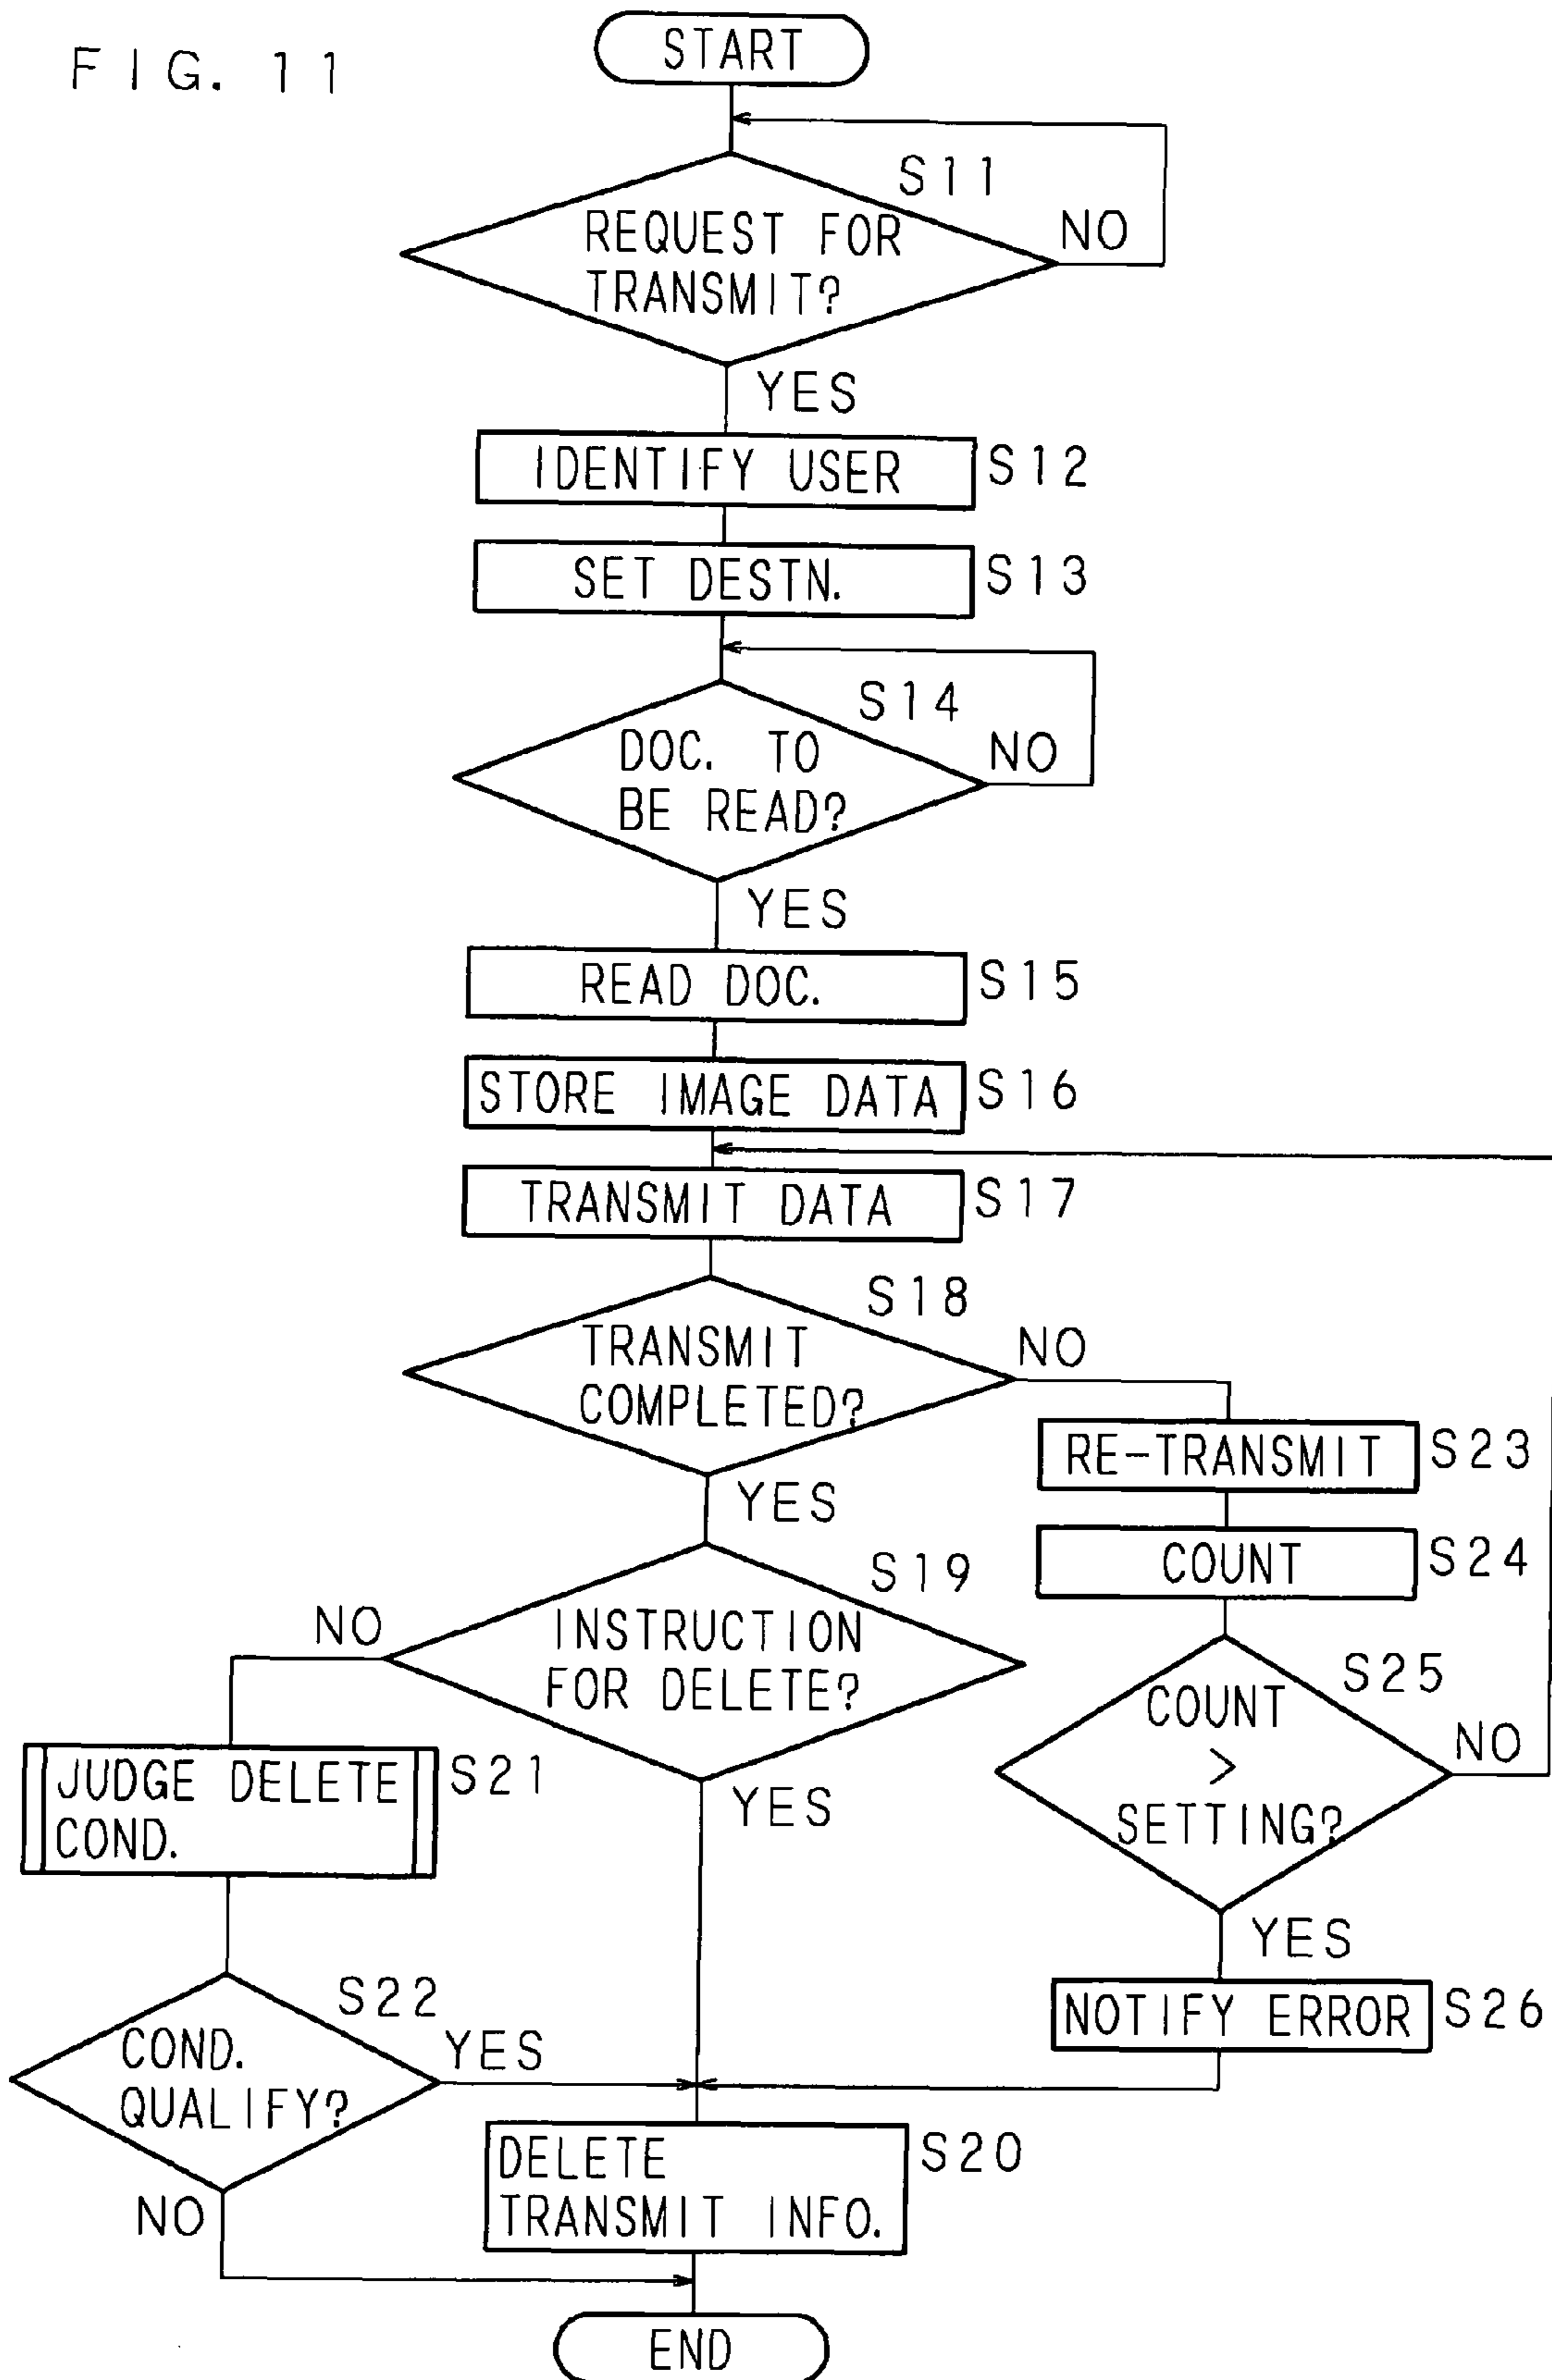 FIG. 11
START
S11
REQUEST FOR
TRANSMIT?
NO
YES
IDENTIFY USER
S12
SET DESTN.
S13
S14
DOC. TO
BE READ?
NO
YES
READ DOC.
S15
STORE IMAGE DATA
S16
TRANSMIT DATA
S17
S18
TRANSMIT
COMPLETED?
NO
YES
RE-TRANSMIT
S23
COUNT
S24
S19
INSTRUCTION
FOR DELETE?
NO
YES
S25
COUNT
>
SETTING?
NO
YES
JUDGE DELETE
COND.
S21
S22
COND.
QUALIFY?
YES
NO
NOTIFY ERROR
S26
DELETE
TRANSMIT INFO.
S20
END